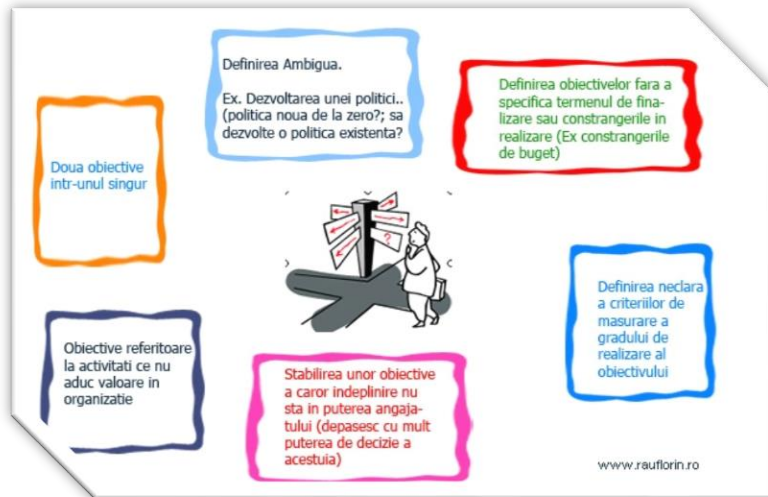 Definirea Ambigua.
Ex. Dezvoltarea unei politici..
(politica noua de la zero?; sa
dezvolte o politica existenta?
Definirea obiectivelor fara a
specifica termenul de fina-
lizare sau constrangerile in
realizare (Ex constrangerile
de buget)
Doua obiective
intr-unul singur
?
Definirea neclara
a criteriilor de
masurare a
gradului de
realizare al
obiectivului
Obiective referitoare
la activitati ce nu
aduc valoare in
organizatie
Stabilirea unor obiective
a caror indeplinire nu
sta in puterea angaja-
tului (depasesc cu mult
puterea de decizie a
acestuia)
www.rauflorin.ro